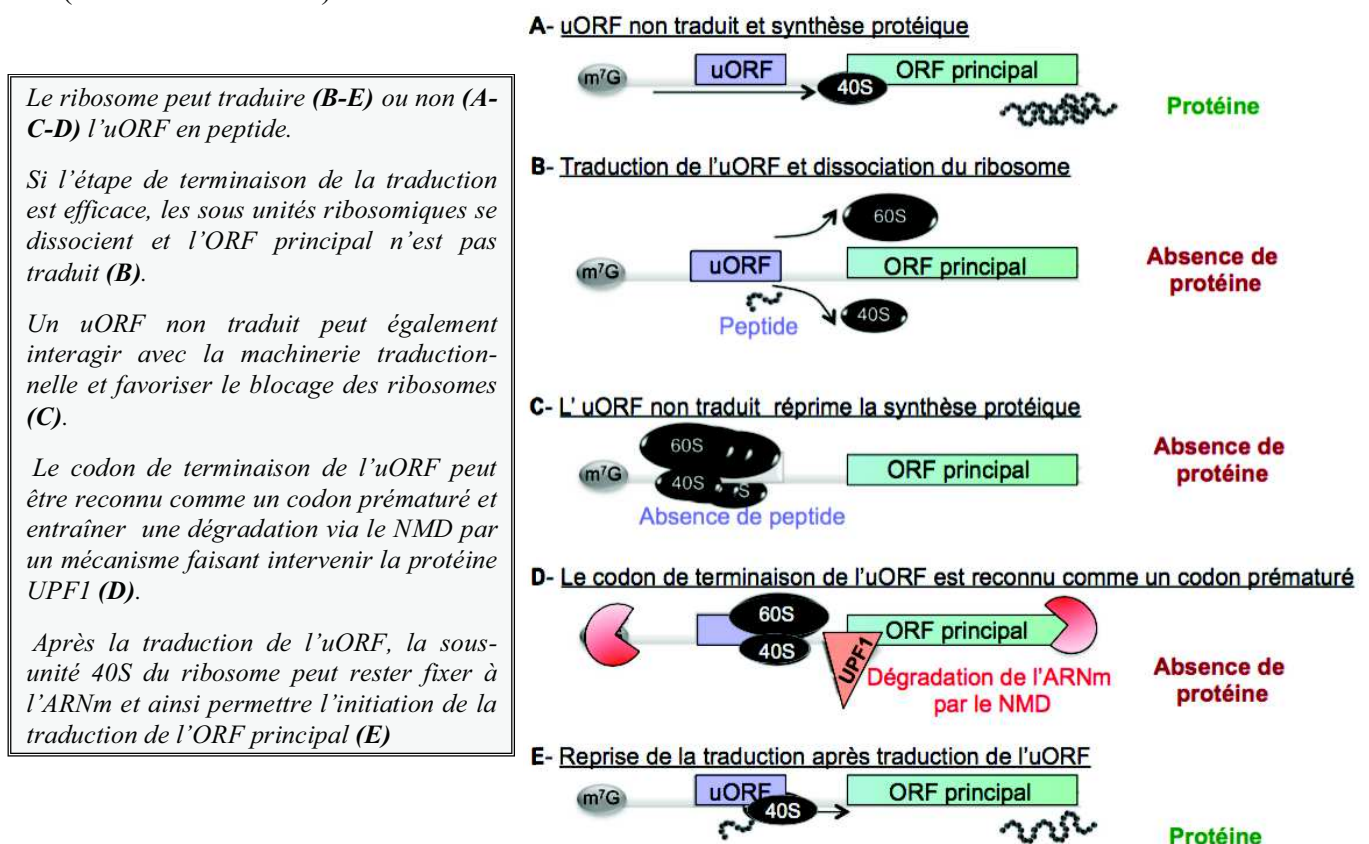 Le ribosome peut traduire (B-E) ou non (A-
C-D) l'uORF en peptide.
Si l'étape de terminaison de la traduction
est efficace, les sous unités ribosomiques se
dissocient et l'ORF principal n'est pas
traduit (B).
Un uORF non traduit peut également
interagir avec la machinerie traduction-
nelle et favoriser le blocage des ribosomes
(C).
Le codon de terminaison de l'uORF peut
être reconnu comme un codon prématuré et
entraîner une dégradation via le NMD par
un mécanisme faisant intervenir la protéine
UPF1 (D).
Après la traduction de l'uORF, la sous-
unité 40S du ribosome peut rester fixer à
l'ARNm et ainsi permettre l'initiation de la
traduction de l'ORF principal (E)
A- uORF non traduit et synthèse protéique
m⁷G
uORF
40S
ORF principal
Protéine
B- Traduction de l'uORF et dissociation du ribosome
60S
m⁷G
uORF
ORF principal
Absence de
protéine
Peptide
40S
C- L' uORF non traduit réprime la synthèse protéique
60S
m⁷G
40S
S
ORF principal
Absence de
protéine
Absence de peptide
D- Le codon de terminaison de l'uORF est reconnu comme un codon prématuré
60S
40S
UPF1
ORF principal
Dégradation de l'ARNm
par le NMD
Absence de
protéine
E- Reprise de la traduction après traduction de l'uORF
m⁷G
uORF
40S
ORF principal
Protéine